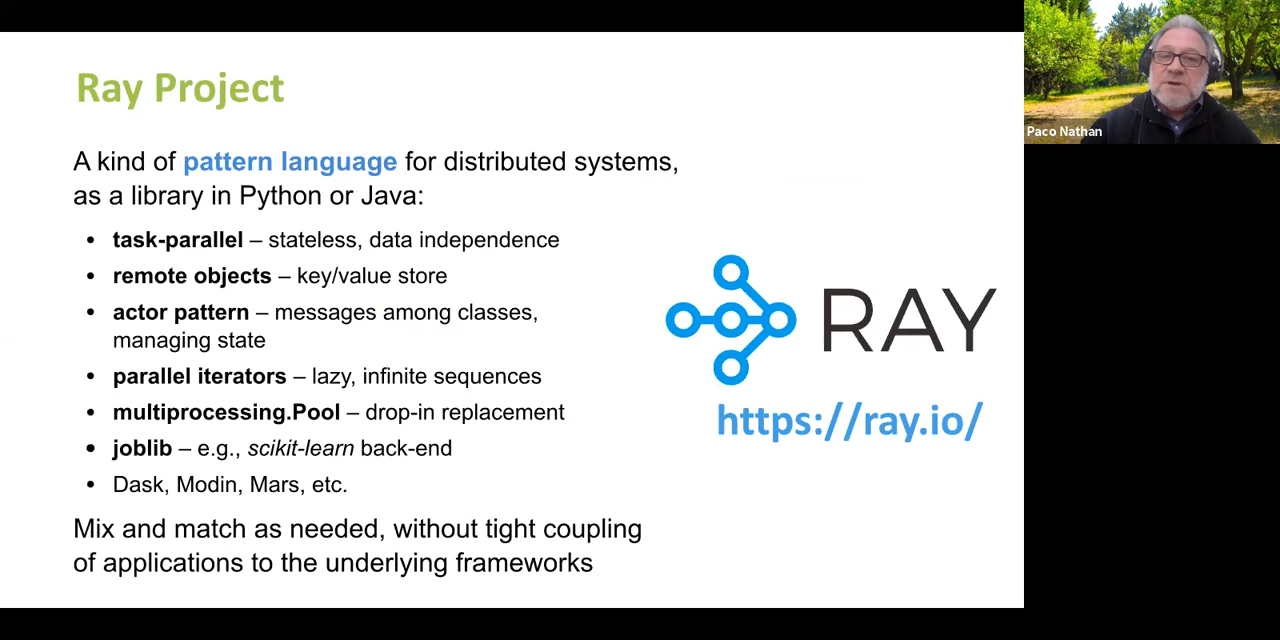 Ray Project
A kind of pattern language for distributed systems,
as a library in Python or Java:
• task-parallel – stateless, data independence
• remote objects – key/value store
• actor pattern – messages among classes,
managing state
• parallel iterators – lazy, infinite sequences
• multiprocessing.Pool – drop-in replacement
• joblib – e.g., scikit-learn back-end
• Dask, Modin, Mars, etc.
Mix and match as needed, without tight coupling
of applications to the underlying frameworks
RAY
https://ray.io/
Paco Nathan